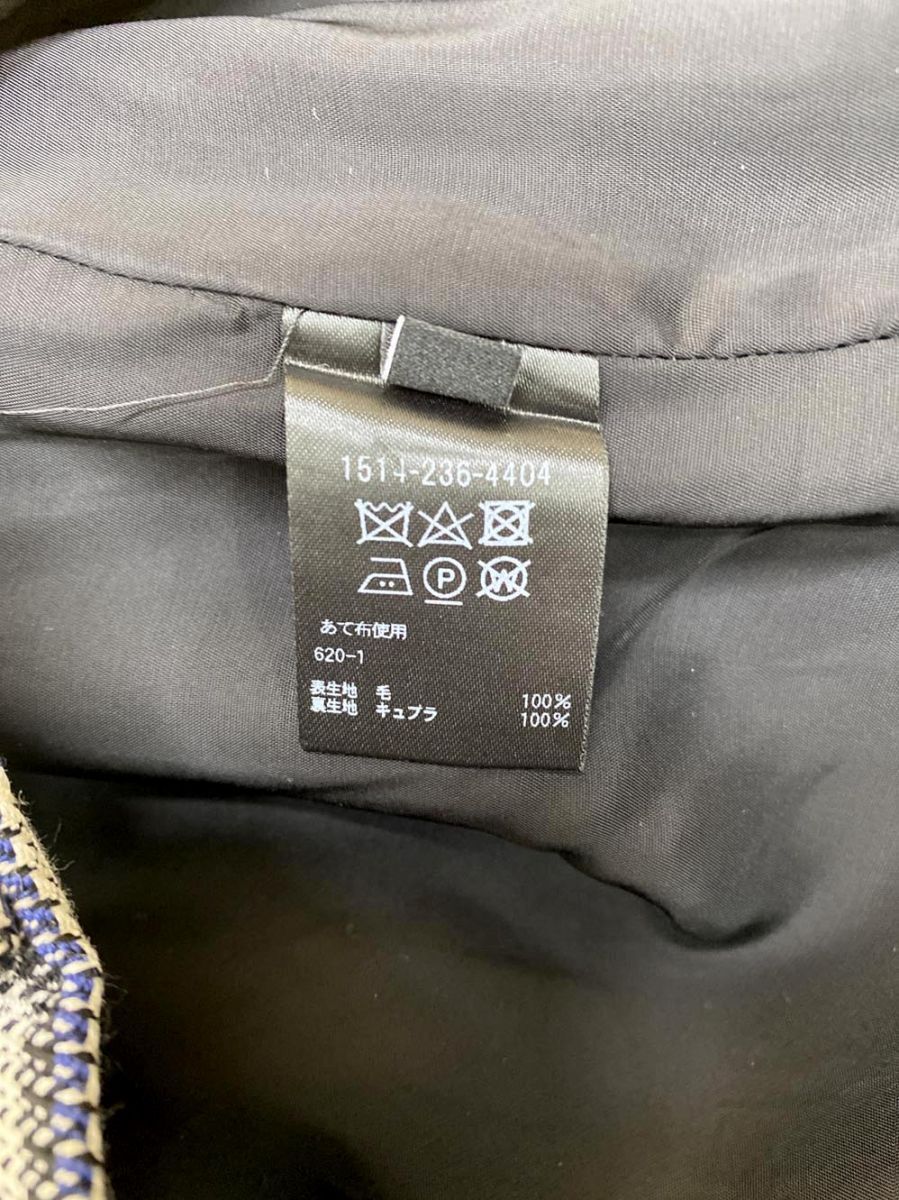 1514-236-4404
P W
あて布使用
620-1
表生地 毛 100%
裏生地 キュプラ 100%